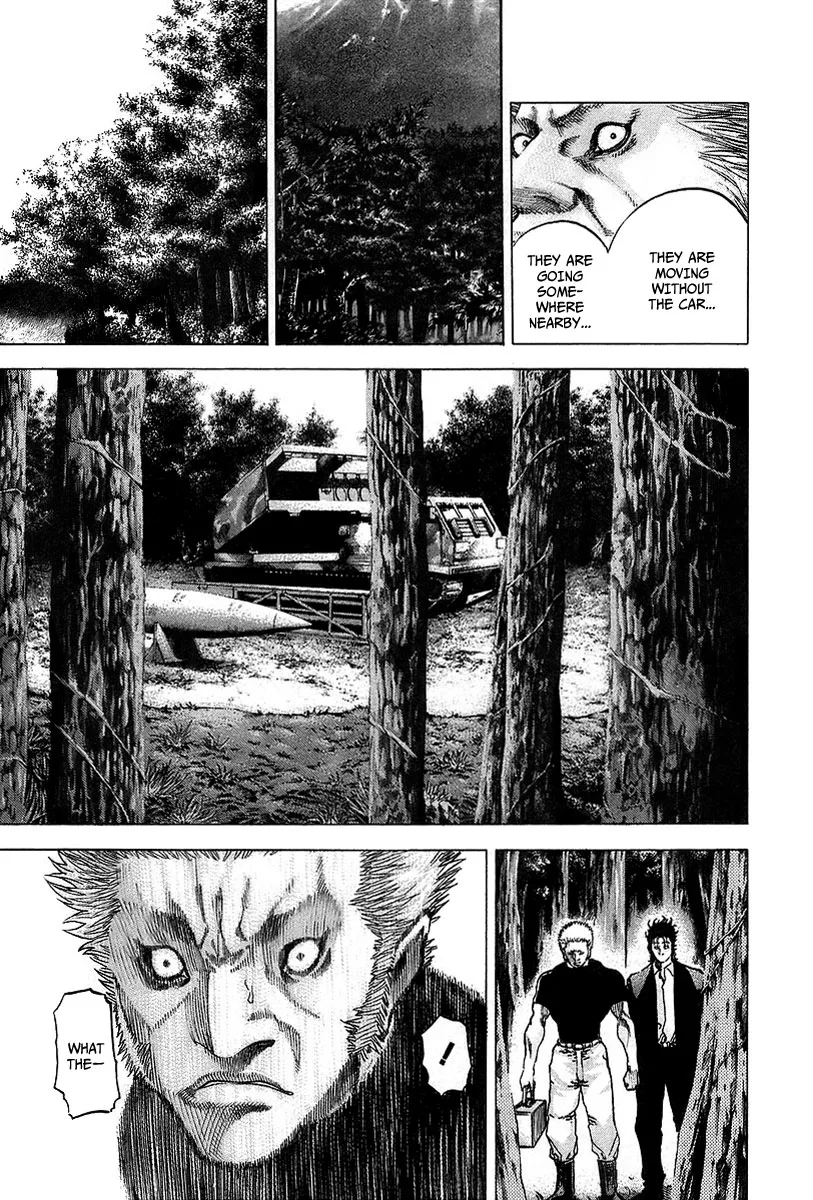 THEY ARE
MOVING
WITHOUT
THE CAR...
THEY ARE
GOING
SOME-
WHERE
NEARBY...
!
WHAT
THE—